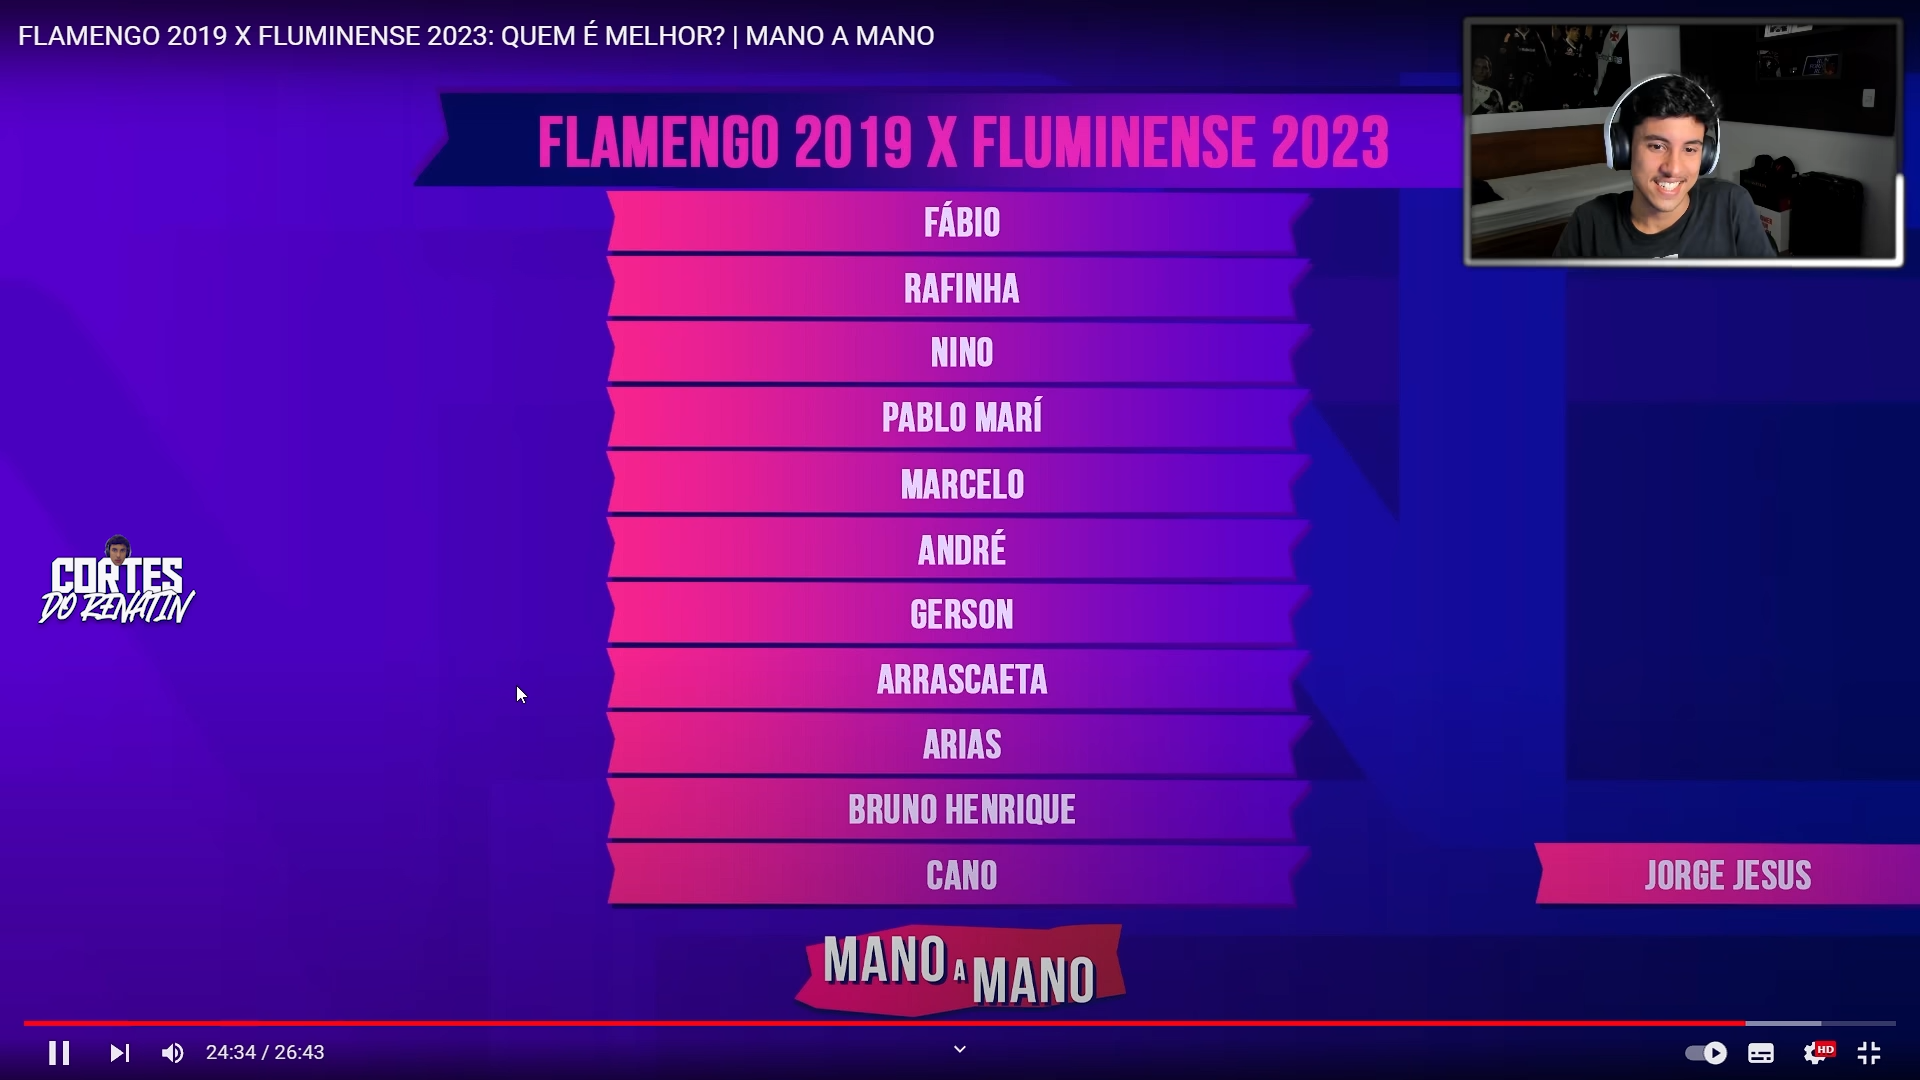 FLAMENGO 2019 X FLUMINENSE 2023: QUEM É MELHOR? | MANO A MANO
FLAMENGO 2019 X FLUMINENSE 2023
FÁBIO
RAFINHA
NINO
PABLO MARÍ
MARCELO
ANDRÉ
GERSON
ARRASCAETA
ARIAS
BRUNO HENRIQUE
CANO
JORGE JESUS
CORTES
DO RENATIN
MANO A MANO
24:34 / 26:43
HD